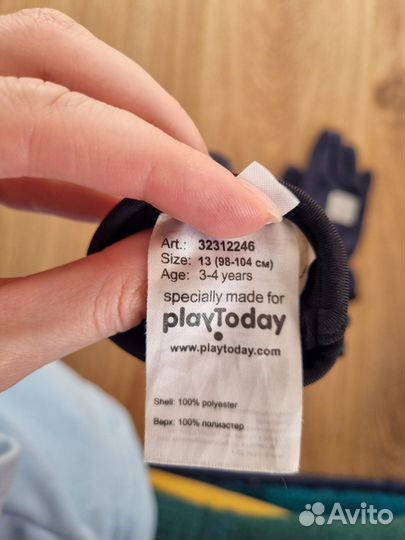 Art.: 32312246
Size: 13 (98-104 см)
Age: 3-4 years
specially made for
playToday
www.playtoday.com
Shell: 100% polyester
Верх: 100% полиэстер
Avito